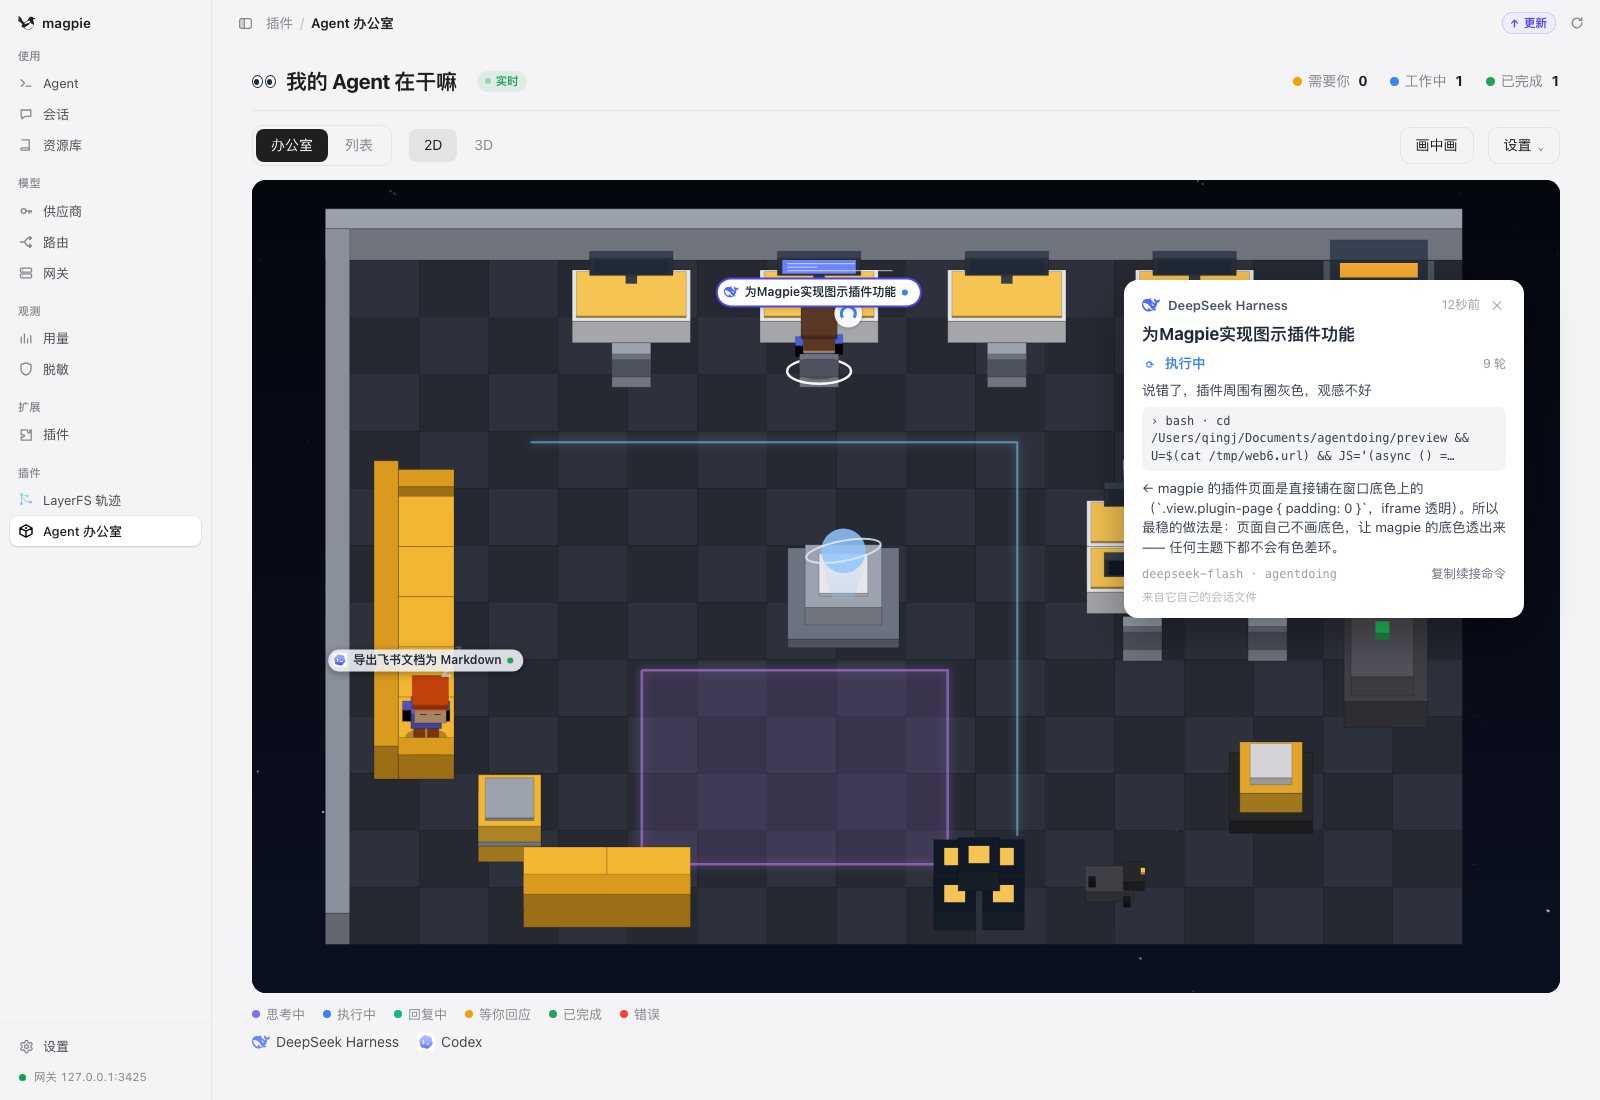 magpie
使用
Agent
会话
资源库
模型
供应商
路由
网关
观测
用量
脱敏
扩展
插件
插件
LayerFS 轨迹
Agent 办公室
设置
网关 127.0.0.1:3425
插件 / Agent 办公室
↑ 更新
我的 Agent 在干嘛
实时
需要你 0
工作中 1
已完成 1
办公室
列表
2D
3D
画中画
设置
为Magpie实现图示插件功能
导出飞书文档为 Markdown
DeepSeek Harness
12秒前
为Magpie实现图示插件功能
执行中
9 轮
说错了，插件周围有圈灰色，观感不好
› bash · cd
/Users/qingj/Documents/agentdoing/preview &&
U=$(cat /tmp/web6.url) && JS='(async () =…
← magpie 的插件页面是直接铺在窗口底色上的
（`.view.plugin-page { padding: 0 }`，iframe 透明）。所以
最稳的做法是：页面自己不画底色，让 magpie 的底色透出来
—— 任何主题下都不会有色差环。
deepseek-flash · agentdoing
复制续接命令
来自它自己的会话文件
思考中
执行中
回复中
等你回应
已完成
错误
DeepSeek Harness
Codex